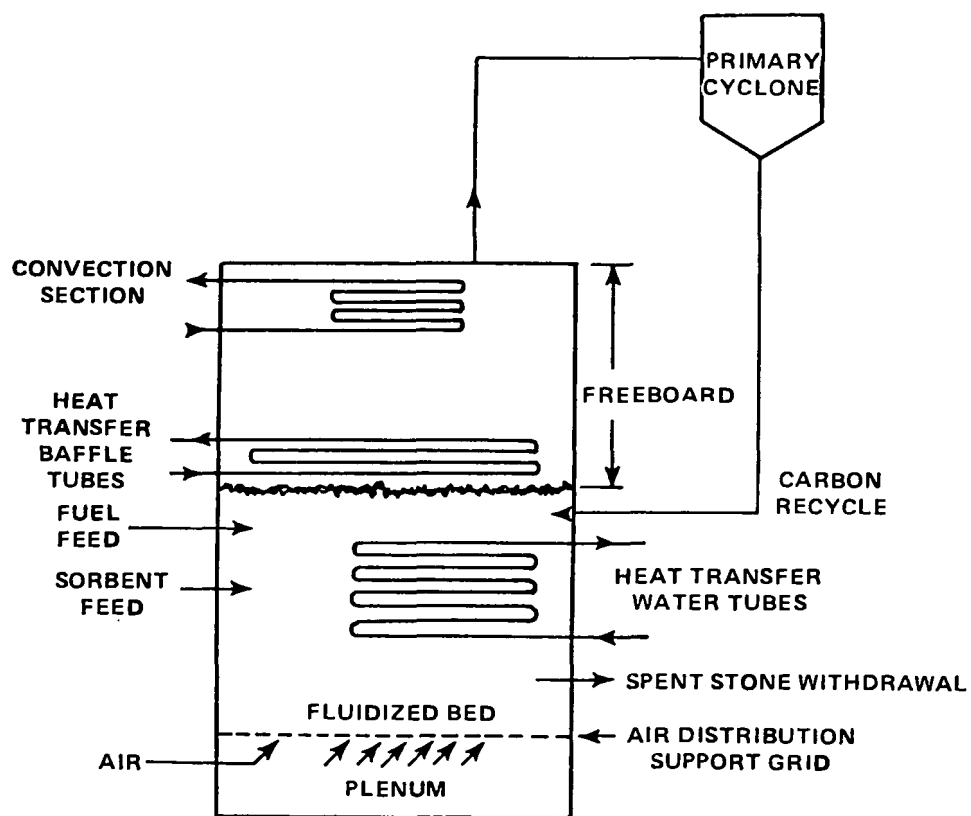 PRIMARY
CYCLONE
CONVECTION
SECTION
FREEBOARD
HEAT
TRANSFER
BAFFLE
TUBES
CARBON
RECYCLE
FUEL
FEED
SORBENT
FEED
HEAT TRANSFER
WATER TUBES
SPENT STONE WITHDRAWAL
FLUIDIZED BED
AIR DISTRIBUTION
SUPPORT GRID
AIR
PLENUM